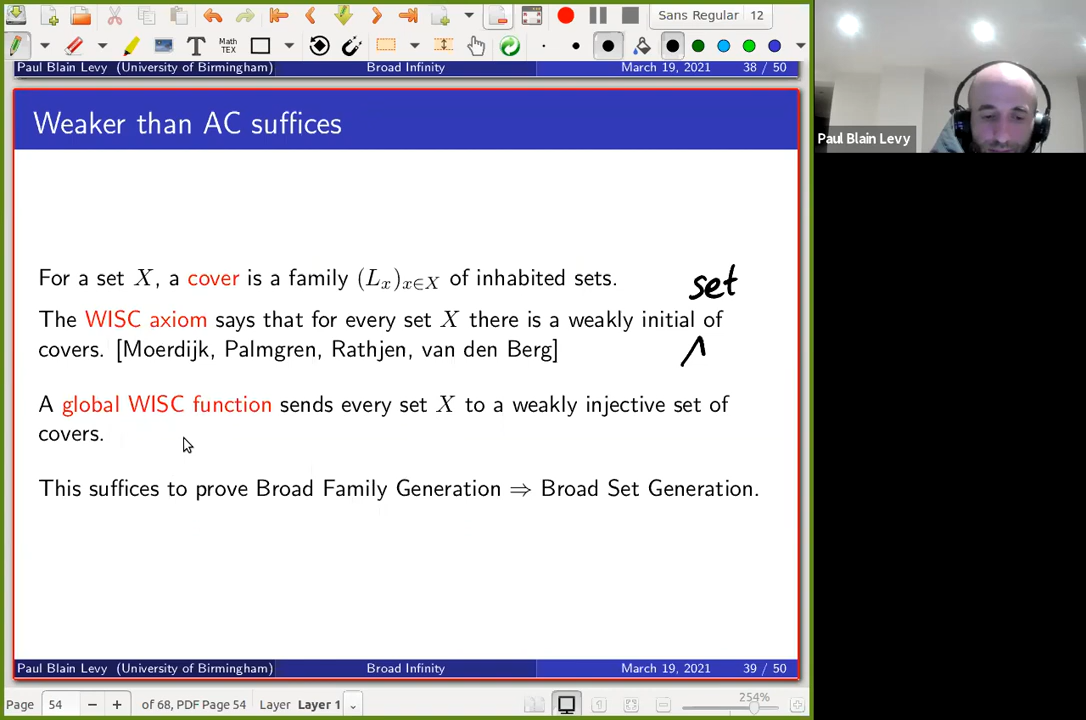 Sans Regular 12
T MATH TEX
Paul Blain Levy (University of Birmingham) Broad Infinity March 19, 2021 38 / 50
Weaker than AC suffices
For a set X, a cover is a family (Lₓ)ₓ∈X of inhabited sets.
set
The WISC axiom says that for every set X there is a weakly initial of
covers. [Moerdijk, Palmgren, Rathjen, van den Berg]
A global WISC function sends every set X to a weakly injective set of
covers.
This suffices to prove Broad Family Generation ⇒ Broad Set Generation.
Paul Blain Levy (University of Birmingham) Broad Infinity March 19, 2021 39 / 50
Page 54 of 68, PDF Page 54 Layer Layer 1 254%
Paul Blain Levy